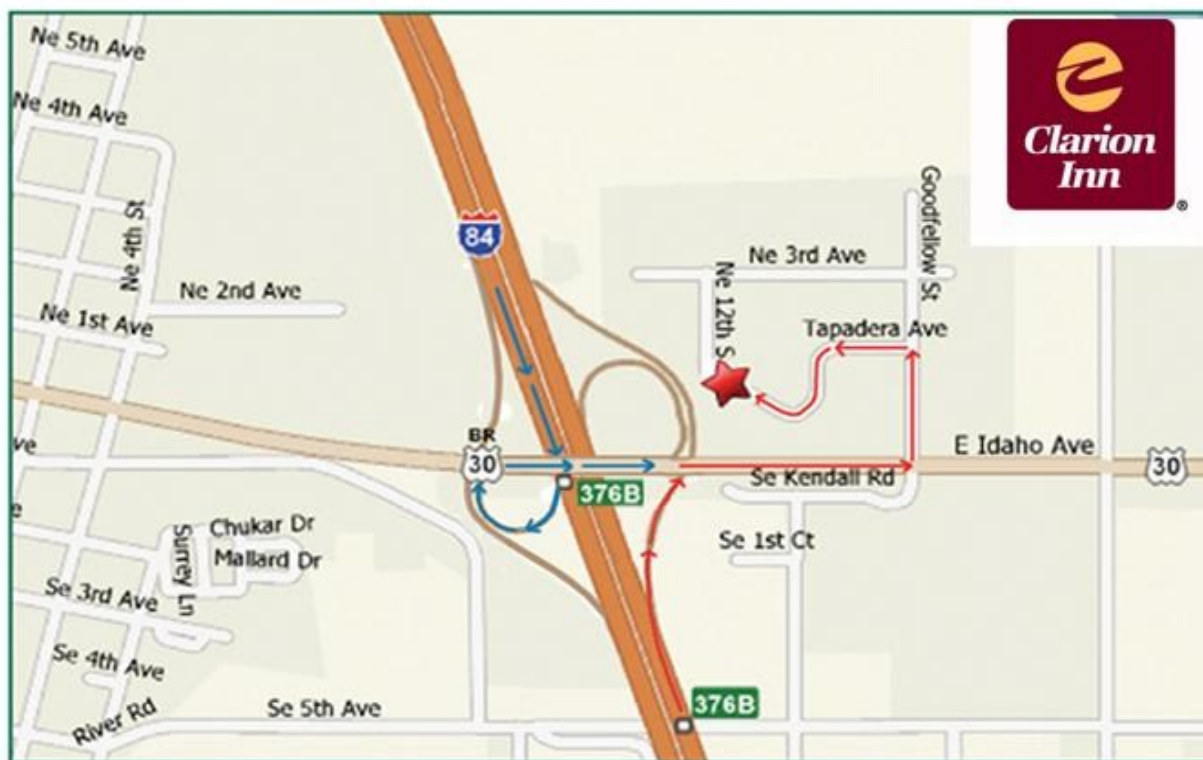 Ne 5th Ave
Ne 4th Ave
Ne 4th St
Ne 2nd Ave
Ne 1st Ave
84
Clarion
Inn
®
Goodfellow St
Ne 3rd Ave
Ne 12th S
Tapadera Ave
E Idaho Ave
BR
30
376B
Se Kendall Rd
30
ve
Se 1st Ct
Chukar Dr
Mallard Dr
Surrey Ln
e
Se 3rd Ave
Se 4th Ave
River Rd
Se 5th Ave
376B